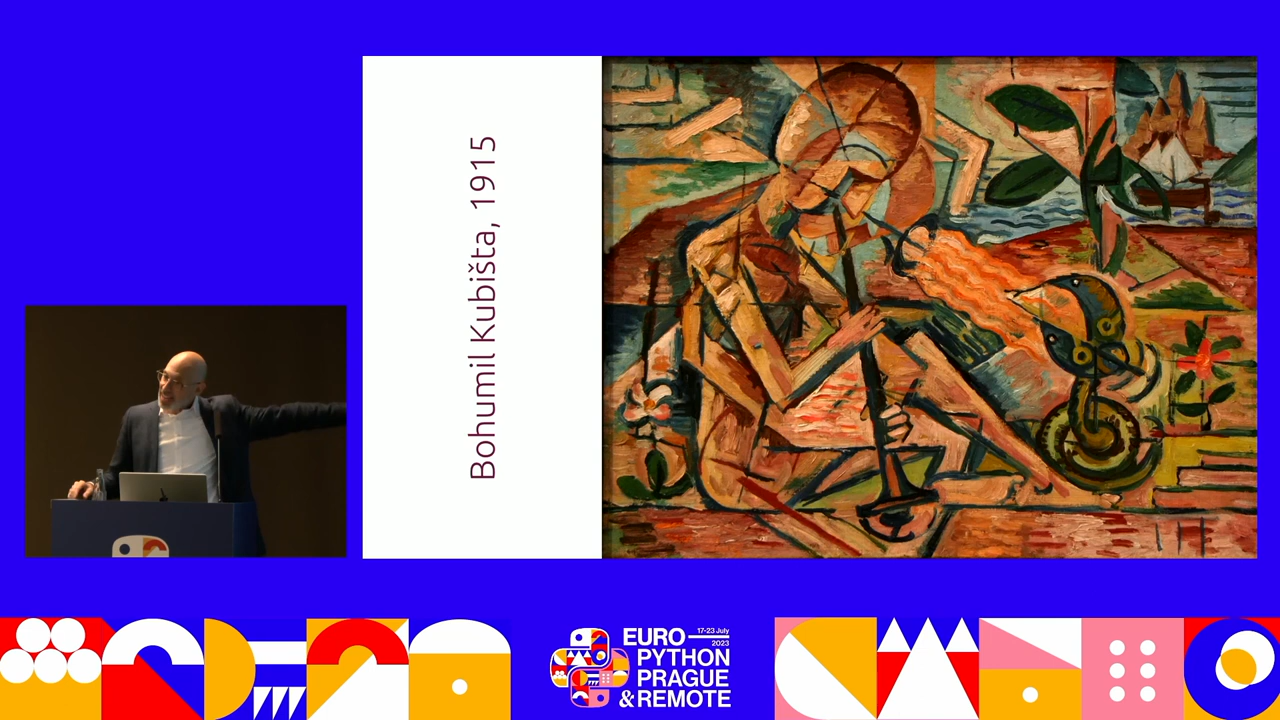 Bohumil Kubišta, 1915
EURO
17-23 July
2023
PYTHON
PRAGUE
& REMOTE